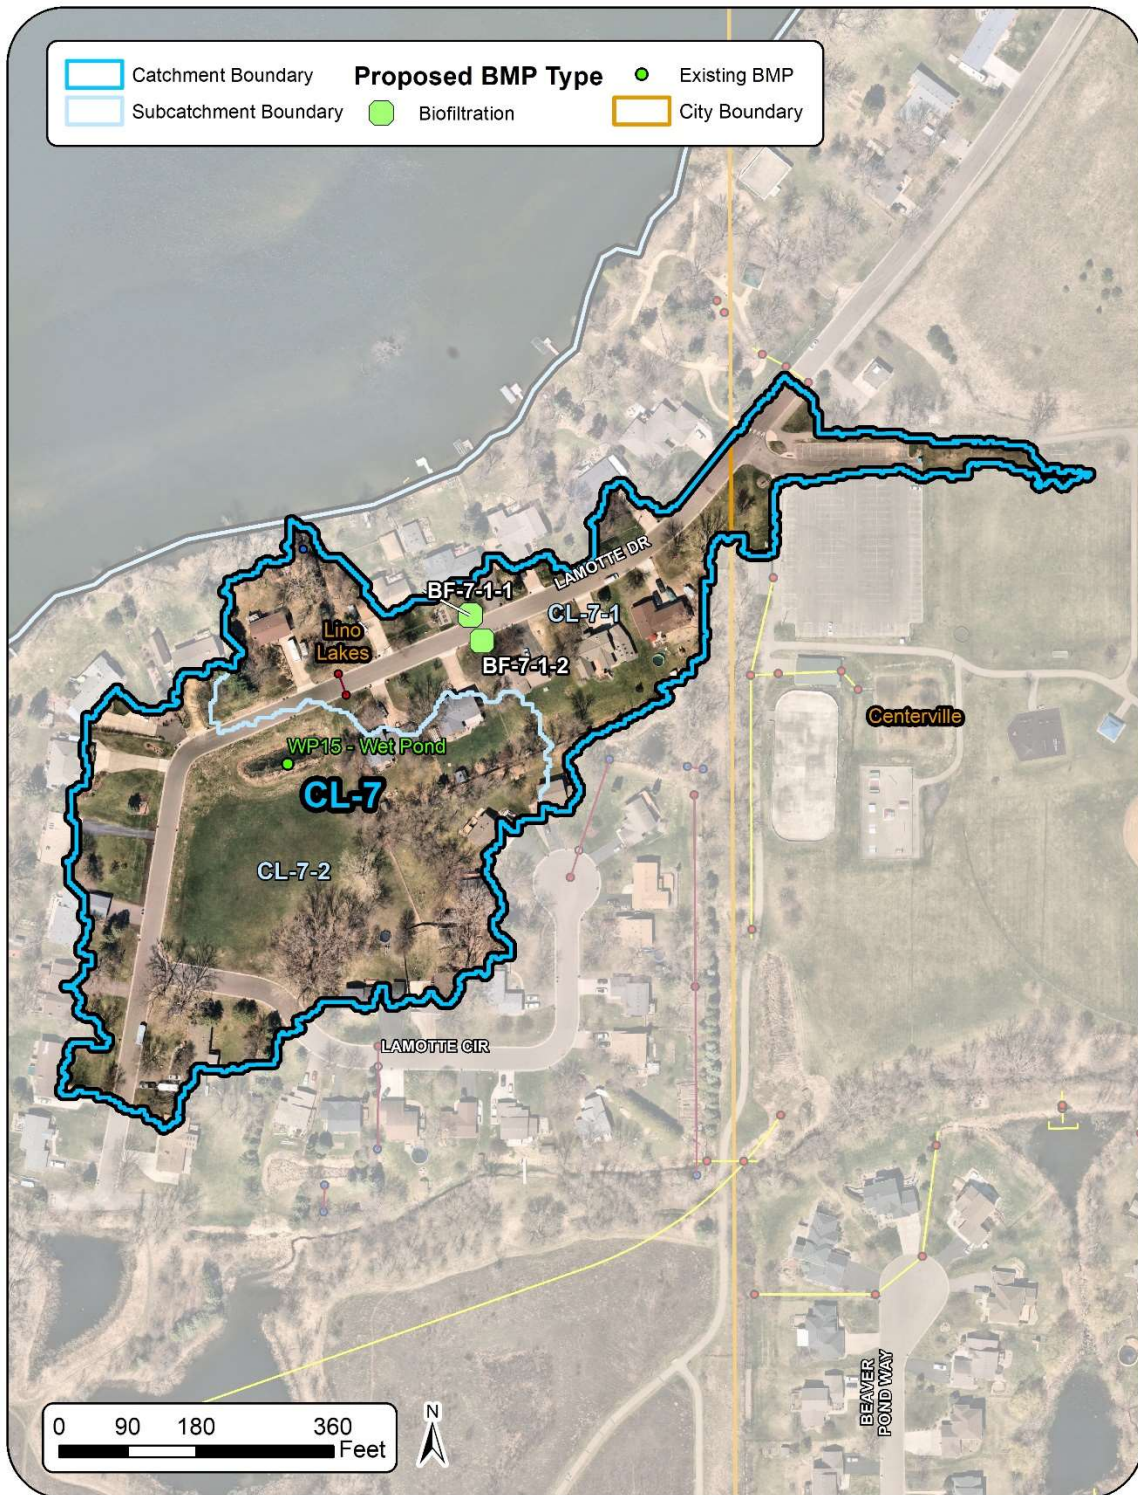 Catchment Boundary
Subcatchment Boundary
Proposed BMP Type
Biofiltration
Existing BMP
City Boundary
LAMOTTE DR
BF-7-1-1
CL-7-1
BF-7-1-2
Lino
Lakes
Centerville
WP15 - Wet Pond
CL-7
CL-7-2
LAMOTTE CIR
BEAVER
POND WAY
0 90 180 360
Feet
N